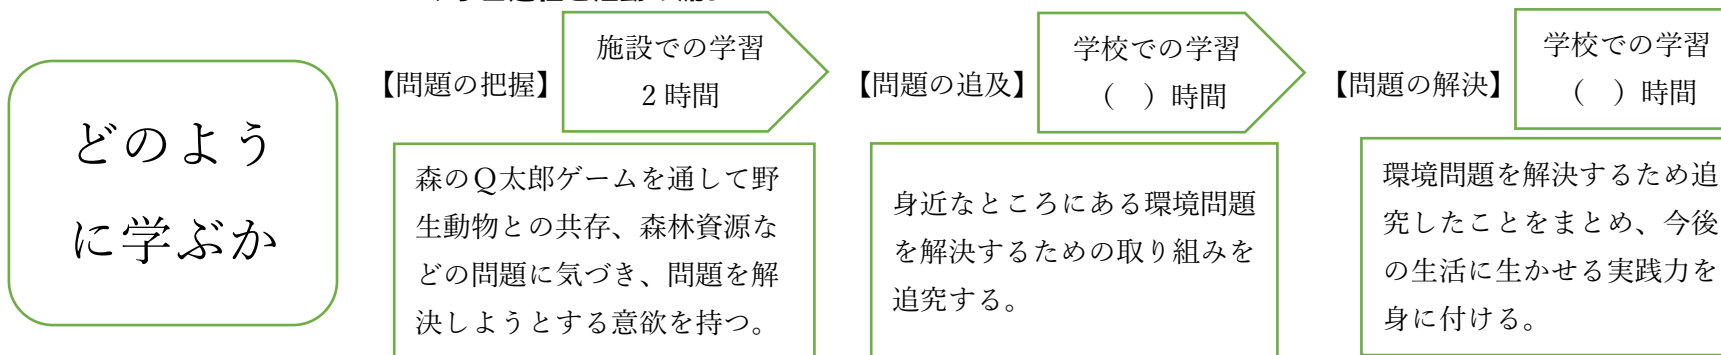 どのよう
に学ぶか
【問題の把握】
施設での学習
2 時間
森のQ太郎ゲームを通して野
生動物との共存、森林資源な
どの問題に気づき、問題を解
決しようとする意欲を持つ。
【問題の追及】
学校での学習
（　）時間
身近なところにある環境問題
を解決するための取り組みを
追究する。
【問題の解決】
学校での学習
（　）時間
環境問題を解決するため追
究したことをまとめ、今後
の生活に生かせる実践力を
身に付ける。